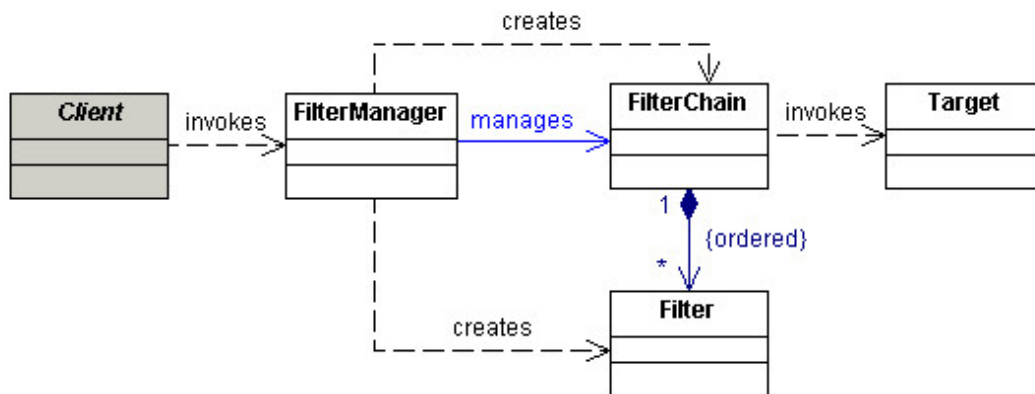 creates
Client
invokes
FilterManager
manages
FilterChain
invokes
Target
1
{ordered}
*
Filter
creates